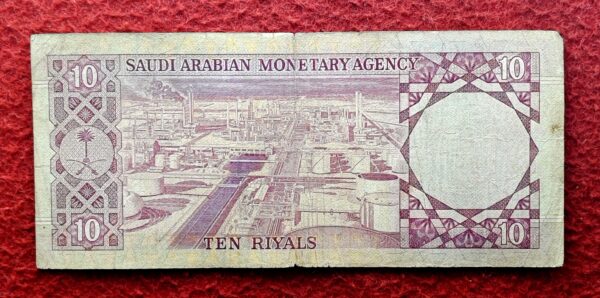 10 SAUDI ARABIAN MONETARY AGENCY 10
10 TEN RIYALS 10